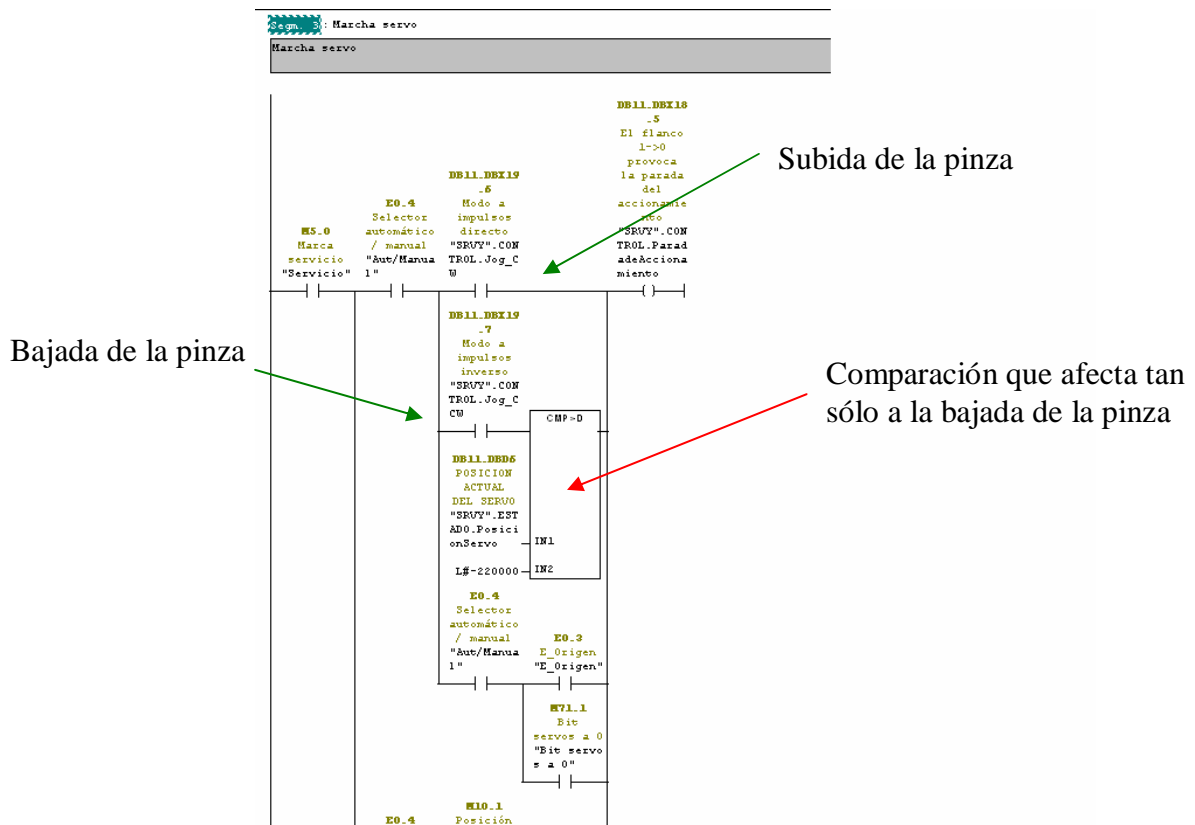 Segm. 3: Marcha servo
Marcha servo
DB11.DBX18
.5
El flanco
1->0
provoca
la parada
del
accionamie
nto
"SRVY".CON
TROL.Parad
adeAcciona
miento
Subida de la pinza
DB11.DBX19
.6
Modo a
impulsos
directo
"SRVY".CON
TROL.Jog_C
W
E0.4
Selector
automático
/ manual
"Aut/Manua
l"
M5.0
Marca
servicio
"Servicio"
Bajada de la pinza
DB11.DBX19
.7
Modo a
impulsos
inverso
"SRVY".CON
TROL.Jog_C
CW
CMP>D
Comparación que afecta tan
sólo a la bajada de la pinza
DB11.DBD6
POSICION
ACTUAL
DEL SERVO
"SRVY".EST
ADO.Posici
onServo
IN1
L#-220000
IN2
E0.4
Selector
automático
/ manual
"Aut/Manua
l"
E0.3
E_Origen
"E_Origen"
M71.1
Bit
servos a 0
"Bit servo
s a 0"
M10.1
E0.4
Posición